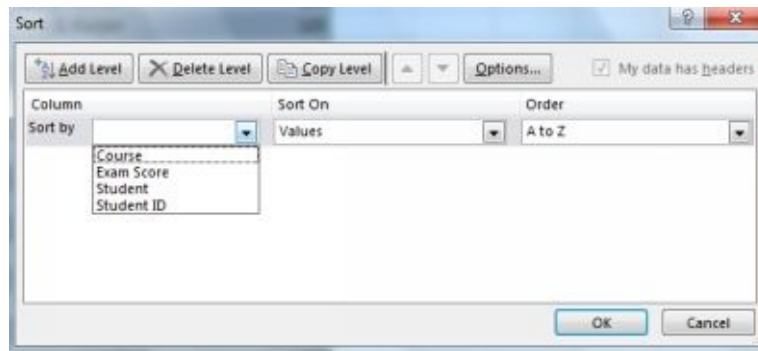 Sort
Add Level Delete Level Copy Level Options... My data has headers
Column Sort On Order
Sort by Values A to Z
Course
Exam Score
Student
Student ID
OK Cancel